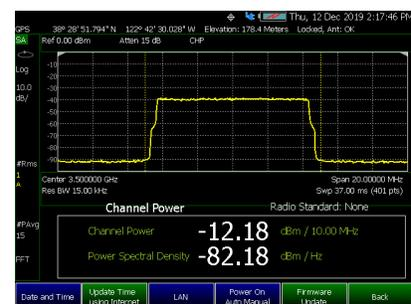 Thu, 12 Dec 2019 2:17:46 PM
GPS 38° 28' 51.794" N 122° 42' 30.028" W Elevation: 178.4 Meters Locked, Ant: OK
SA Ref 0.00 dBm Atten 15 dB CHP
Log
10.0
dB/
-10
-20
-30
-40
-50
-60
-70
-80
-90
#Rms
1
A
Center 3.500000 GHz Span 20.00000 MHz
Res BW 15.00 kHz Swp 37.00 ms (401 pts)
Channel Power Radio Standard: None
#PAvg
15
Channel Power -12.18 dBm / 10.00 MHz
Power Spectral Density -82.18 dBm / Hz
FFT
Date and Time
Update Time using Internet
LAN
Power On Auto Manual
Firmware Update
Back